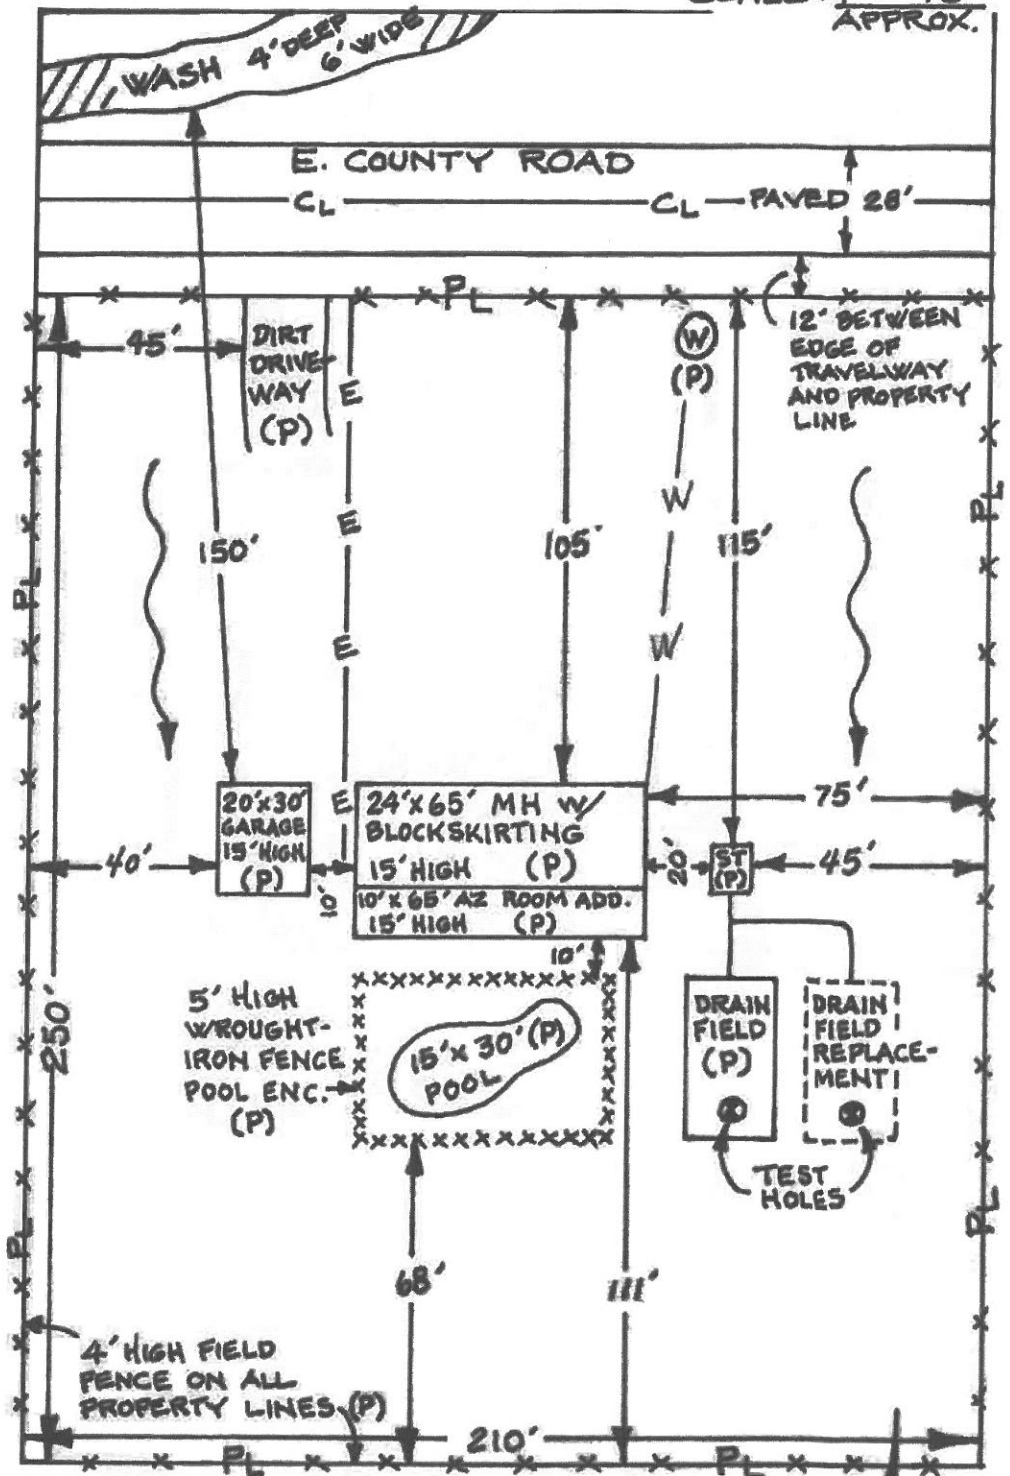 APPROX.
WASH 4' DEEP
6' WIDE
E. COUNTY ROAD
CL
CL
PAVED 28'
PL
45'
DIRT
DRIVE-
WAY
(P)
W
(P)
12' BETWEEN
EDGE OF
TRAVELWAY
AND PROPERTY
LINE
E
E
E
E
W
W
150'
105'
115'
PL
PL
20'x30'
GARAGE
15' HIGH
(P)
24'x65' MH W/
BLOCKSKIRTING
15' HIGH (P)
10'x65' AZ ROOM ADD.
15' HIGH (P)
75'
40'
10'
20'
ST
(P)
45'
10'
250'
5' HIGH
WROUGHT-
IRON FENCE
POOL ENC.
(P)
15'x30' (P)
POOL
DRAIN
FIELD
(P)
DRAIN
FIELD
REPLACE-
MENT
TEST
HOLES
PL
PL
68'
111'
4' HIGH FIELD
FENCE ON ALL
PROPERTY LINES (P)
210'
PL
PL